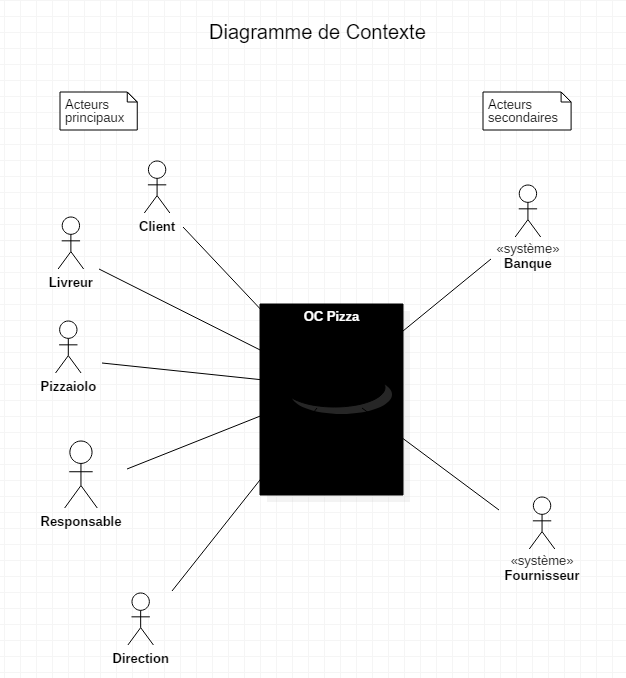 Diagramme de Contexte
Acteurs
principaux
Acteurs
secondaires
Client
«système»
Banque
Livreur
OC Pizza
Pizzaiolo
Responsable
«système»
Fournisseur
Direction